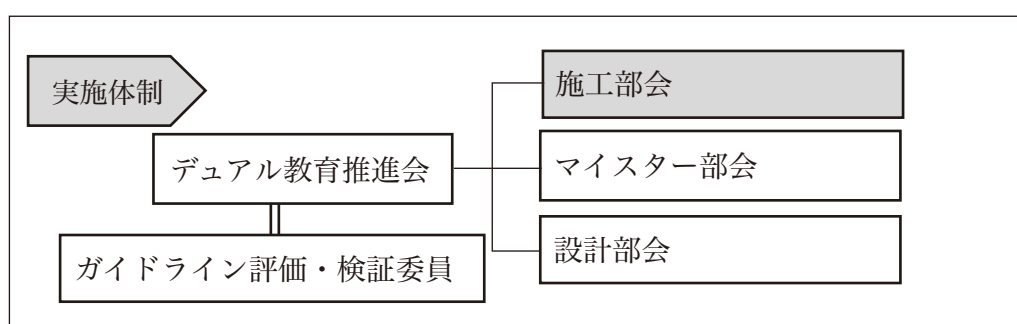 実施体制
施工部会
デュアル教育推進会
マイスター部会
ガイドライン評価・検証委員
設計部会